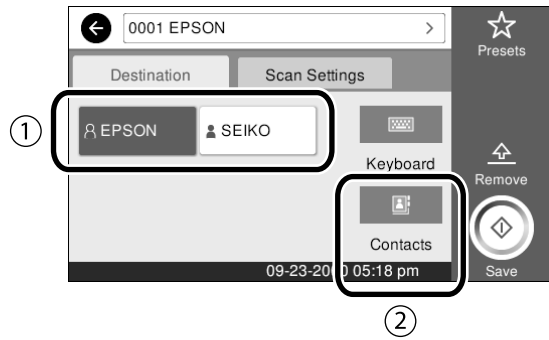 0001 EPSON >
Presets
Destination
Scan Settings
1
EPSON
SEIKO
Keyboard
Remove
Contacts
09-23-20 0 05:18 pm
Save
2